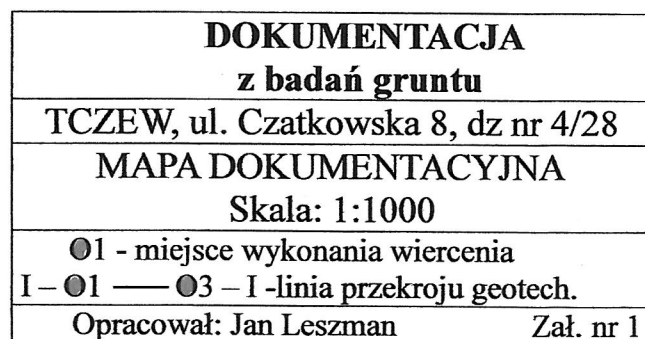 DOKUMENTACJA
z badań gruntu
TCZEW, ul. Czatkowska 8, dz nr 4/28
MAPA DOKUMENTACYJNA
Skala: 1:1000
1 - miejsce wykonania wiercenia
I – 1 —— 3 – I -linia przekroju geotech.
Opracował: Jan Leszman Zał. nr 1